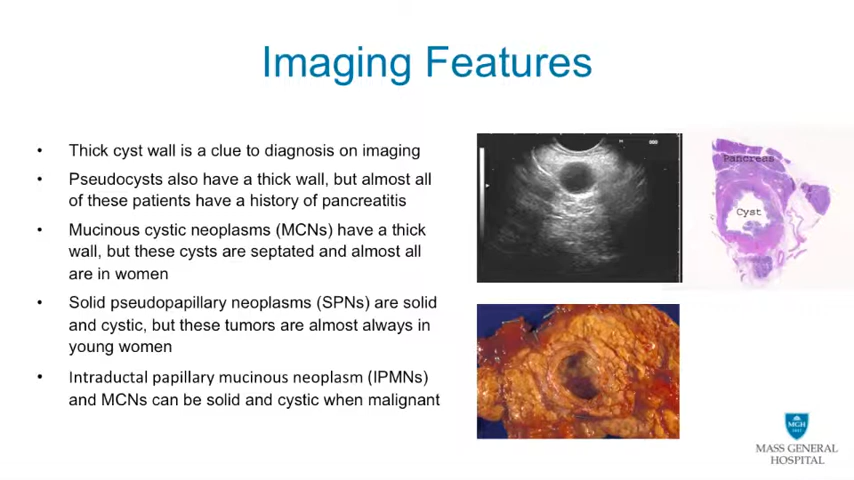 Imaging Features
• Thick cyst wall is a clue to diagnosis on imaging
• Pseudocysts also have a thick wall, but almost all
of these patients have a history of pancreatitis
• Mucinous cystic neoplasms (MCNs) have a thick
wall, but these cysts are septated and almost all
are in women
• Solid pseudopapillary neoplasms (SPNs) are solid
and cystic, but these tumors are almost always in
young women
• Intraductal papillary mucinous neoplasm (IPMNs)
and MCNs can be solid and cystic when malignant
Pancreas
Cyst
MGH
1811
MASS GENERAL
HOSPITAL